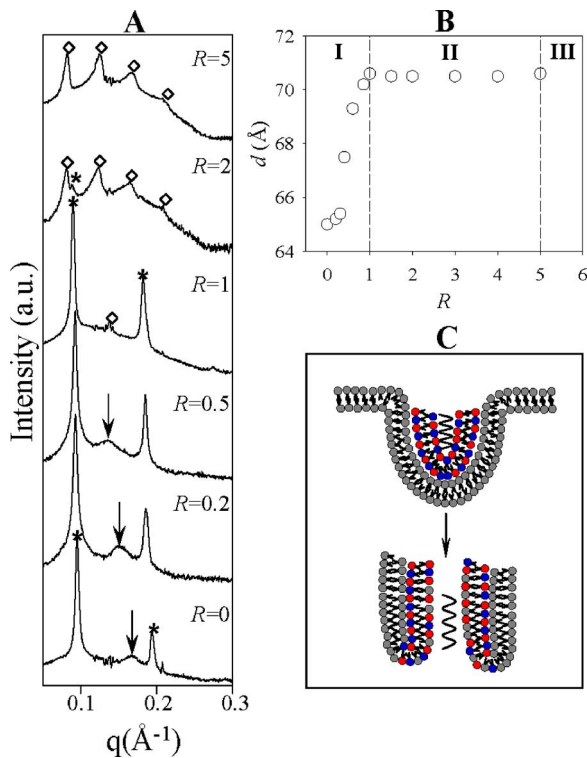 A
Intensity (a.u.)
◇ ◇ ◇ ◇ R=5
◇ * ◇ ◇ ◇ R=2
* ◇ * R=1
R=0.5
R=0.2
* * R=0
0.1 0.2 0.3
q(Å⁻¹)
B
I II III
d (Å)
70
68
66
64
0 1 2 3 4 5 6
R
C